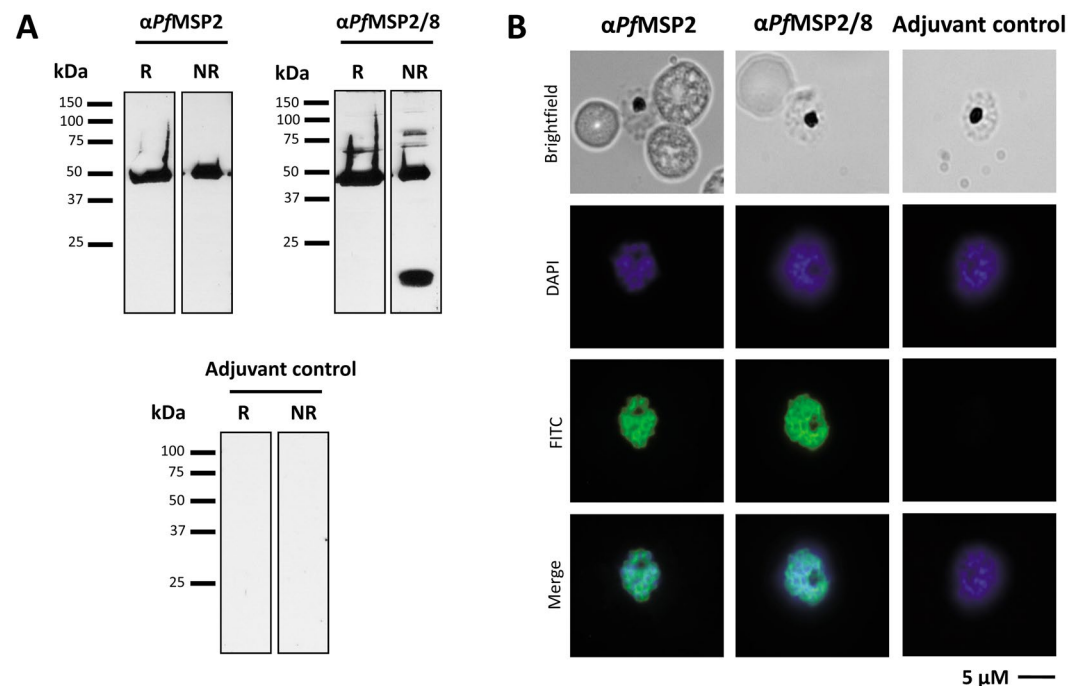 A
αPfMSP2
αPfMSP2/8
kDa R NR
kDa R NR
150
100
75
50
37
25
150
100
75
50
37
25
Adjuvant control
kDa R NR
100
75
50
37
25
B
αPfMSP2 αPfMSP2/8 Adjuvant control
Brightfield
DAPI
FITC
Merge
5 µM